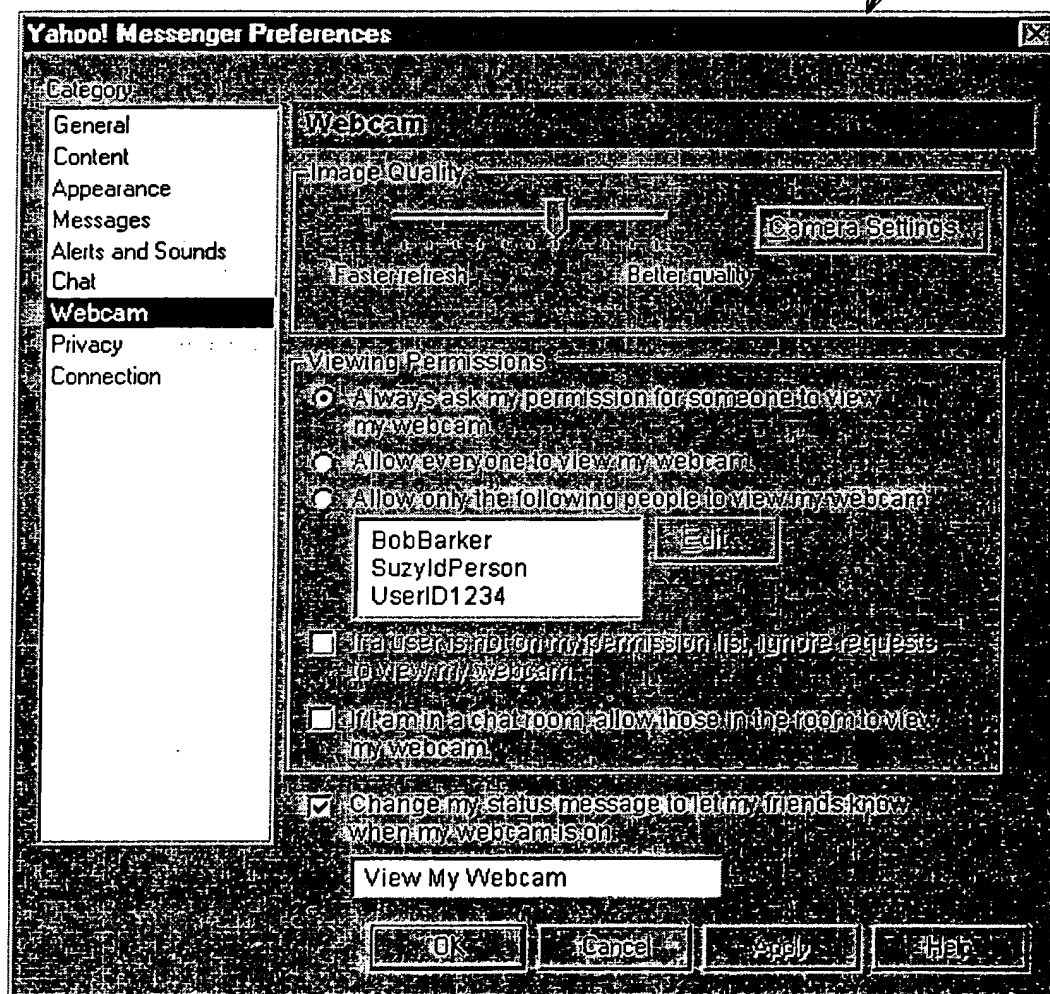 Yahoo! Messenger Preferences
Category
General
Content
Appearance
Messages
Alerts and Sounds
Chat
Webcam
Privacy
Connection
Webcam
Image Quality
Camera Settings...
Faster refresh
Better quality
Viewing Permissions
Always ask my permission for someone to view
my webcam
Allow everyone to view my webcam
Allow only the following people to view my webcam
BobBarker
SuzyIdPerson
UserID1234
Edit...
If a user is not on my permission list, ignore requests
to view my webcam
If I am in a chat room, allow those in the room to view
my webcam
Change my status message to let my friends know
when my webcam is on
View My Webcam
OK
Cancel
Apply
Help